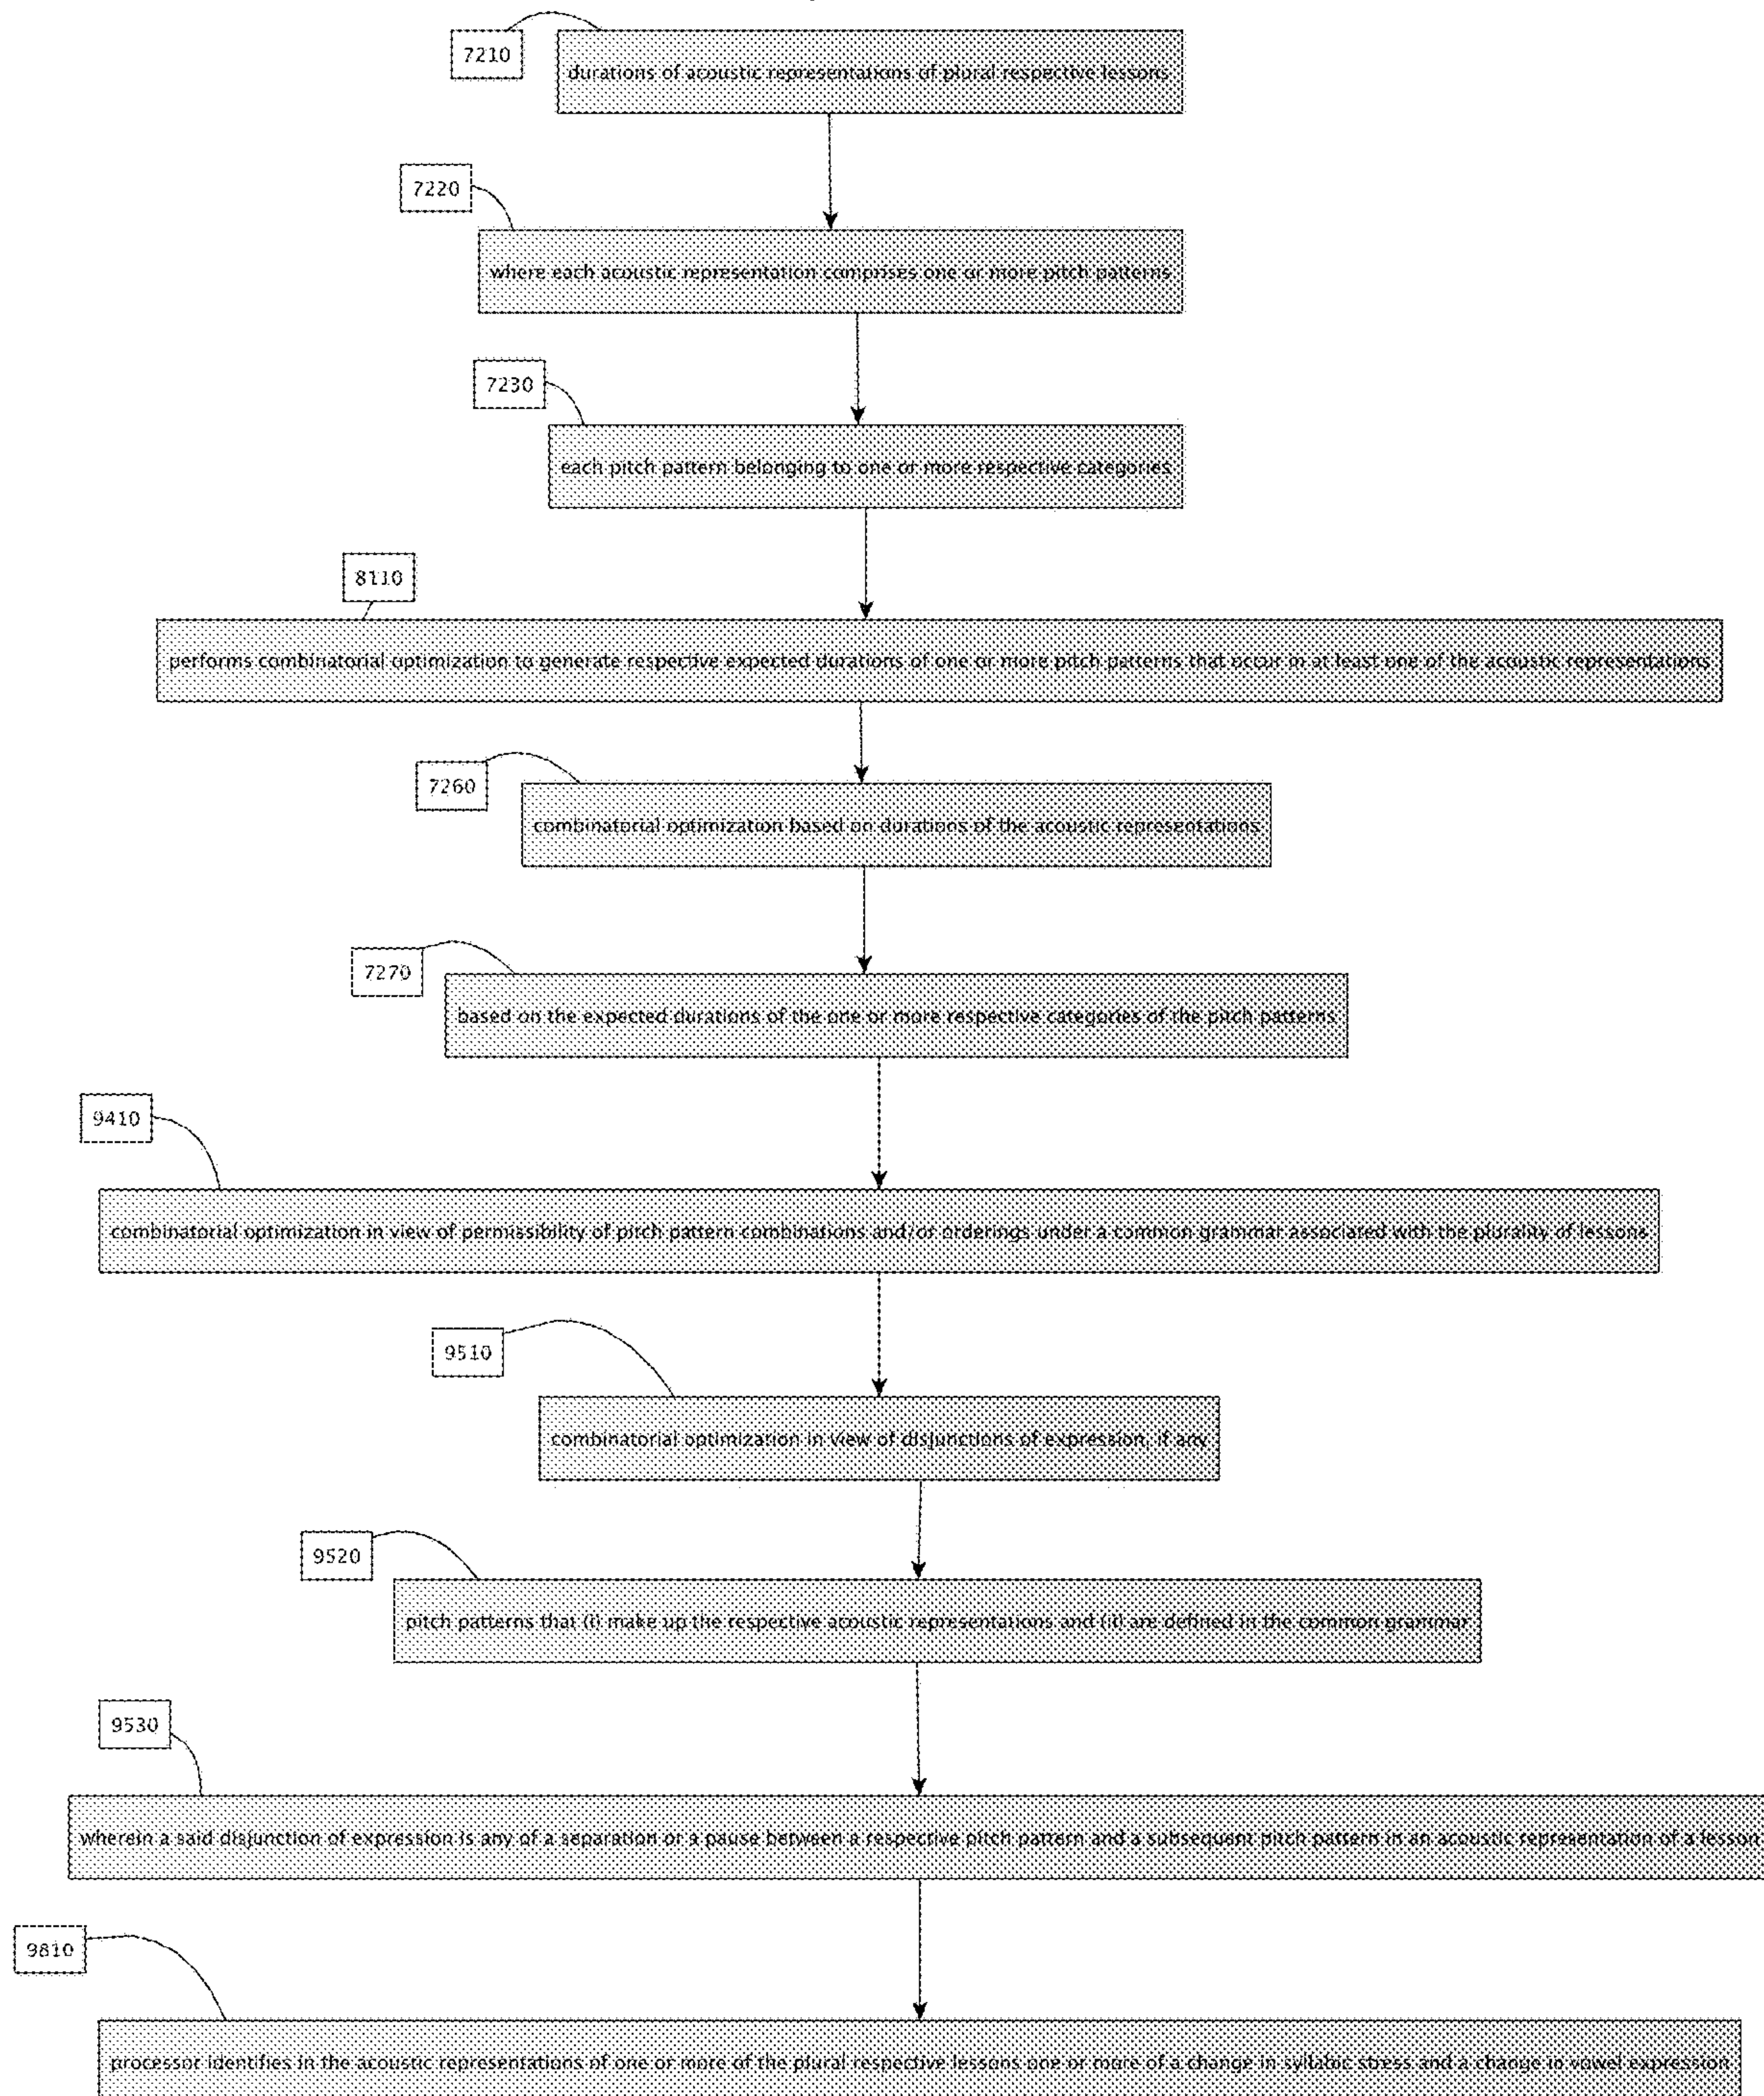 7210
durations of acoustic representations of plural respective lessons
7220
where each acoustic representation comprises one or more pitch patterns
7230
each pitch pattern belonging to one or more respective categories
8110
performs combinatorial optimization to generate respective expected durations of one or more pitch patterns that occur in at least one of the acoustic representations
7260
combinatorial optimization based on durations of the acoustic representations
7270
based on the expected durations of the one or more respective categories of the pitch patterns
9410
combinatorial optimization in view of permissibility of pitch pattern combinations and/or orderings under a common grammar associated with the plurality of lessons
9510
combinatorial optimization in view of disjunctions of expression, if any
9520
pitch patterns that (i) make up the respective acoustic representations and (ii) are defined in the common grammar
9530
wherein a said disjunction of expression is any of a separation or a pause between a respecrive pitch pattern and a subsequent pitch pattern in an acoustic representation of a lesson
9810
processor identifies in the acoustic representations of one or more of the plural respective lessons one or more of a change in syllabic stress and a change in vowel expression